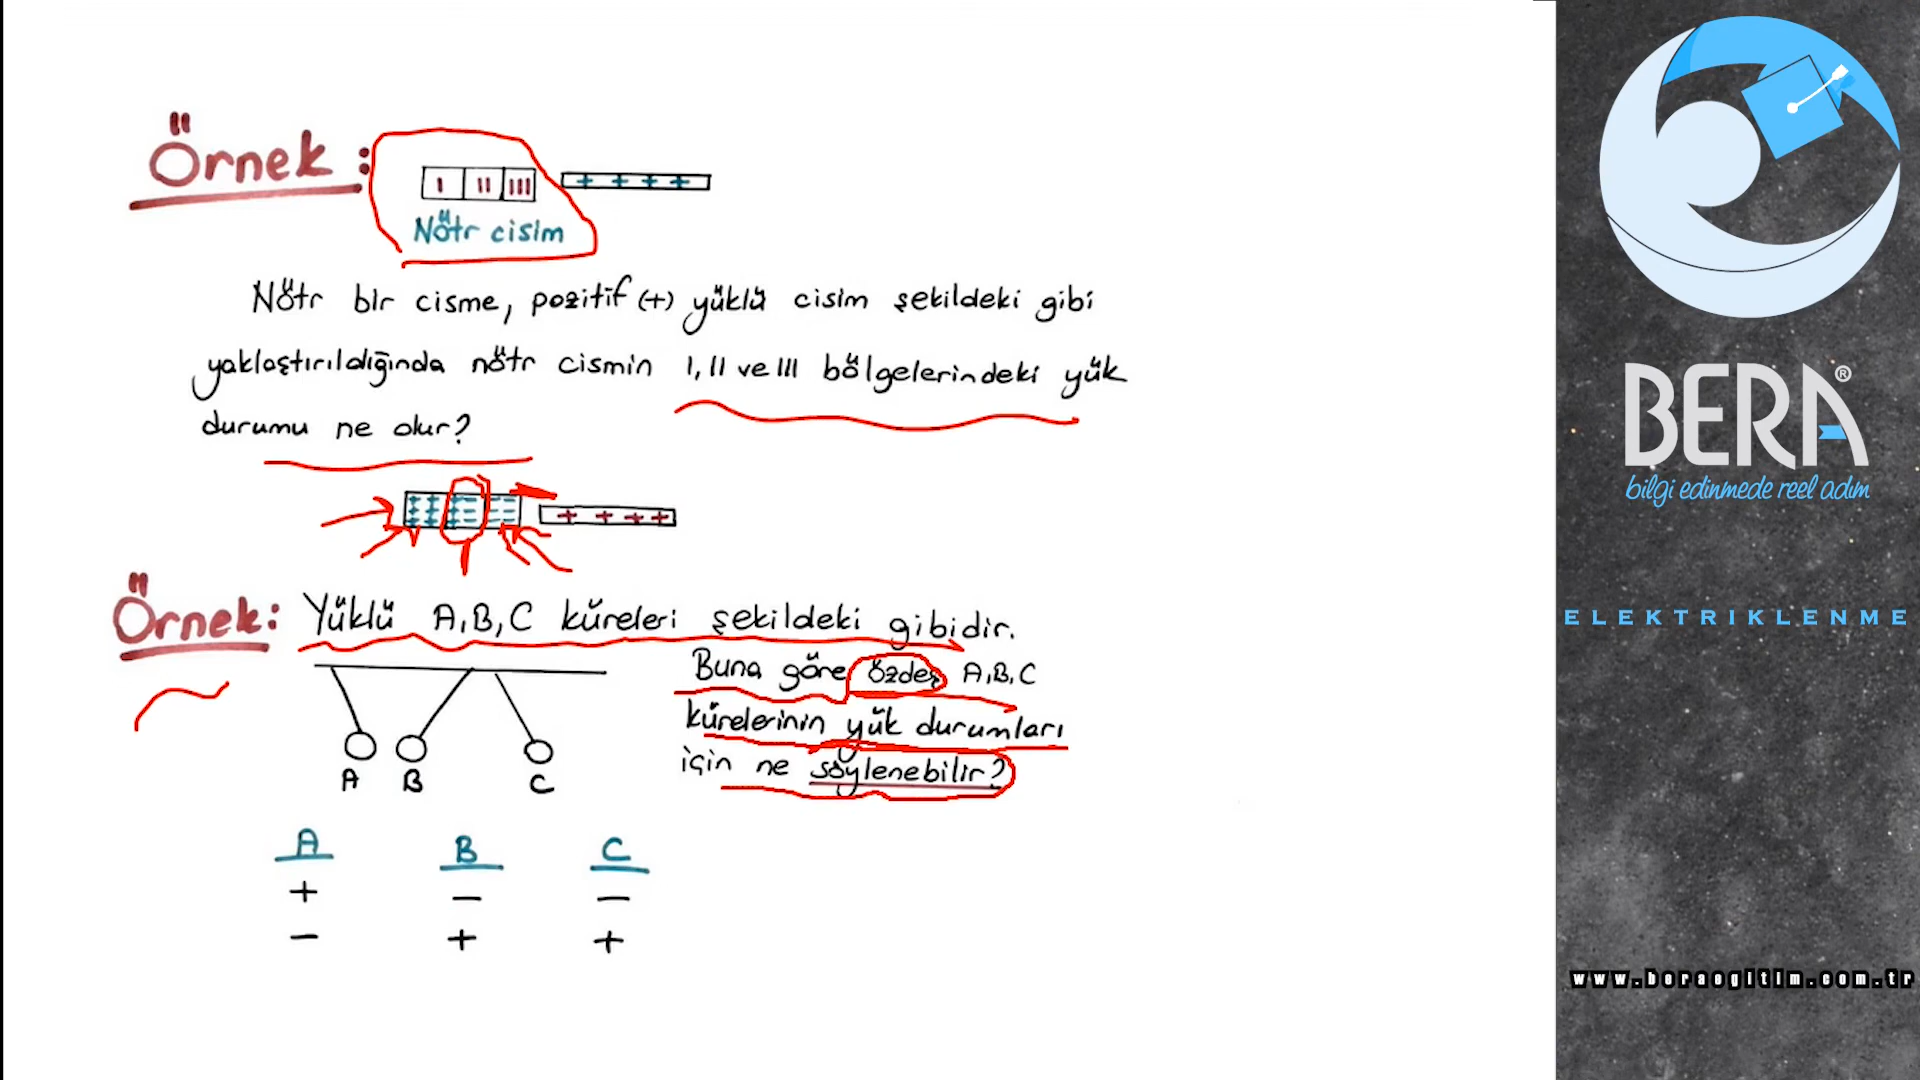 Örnek:
I II III + + + +
Nötr cisim
Nötr bir cisme, pozitif (+) yüklü cisim şekildeki gibi
yaklaştırıldığında nötr cismin I, II ve III bölgelerindeki yük
durumu ne olur?
+ + + +
Örnek: Yüklü A, B, C küreleri şekildeki gibidir.
Buna göre özdeş A, B, C
kürelerinin yük durumları
için ne söylenebilir?
A B C
A B C
+ - -
- + +
BERA®
bilgi edinmede reel adım
ELEKTRIKLENME
www.beraegitim.com.tr